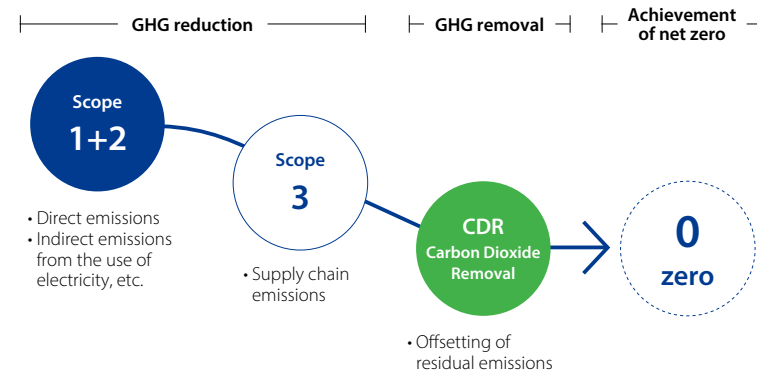 GHG reduction
GHG removal
Achievement
of net zero
Scope
1+2
• Direct emissions
• Indirect emissions
from the use of
electricity, etc.
Scope
3
• Supply chain
emissions
CDR
Carbon Dioxide
Removal
• Offsetting of
residual emissions
0
zero